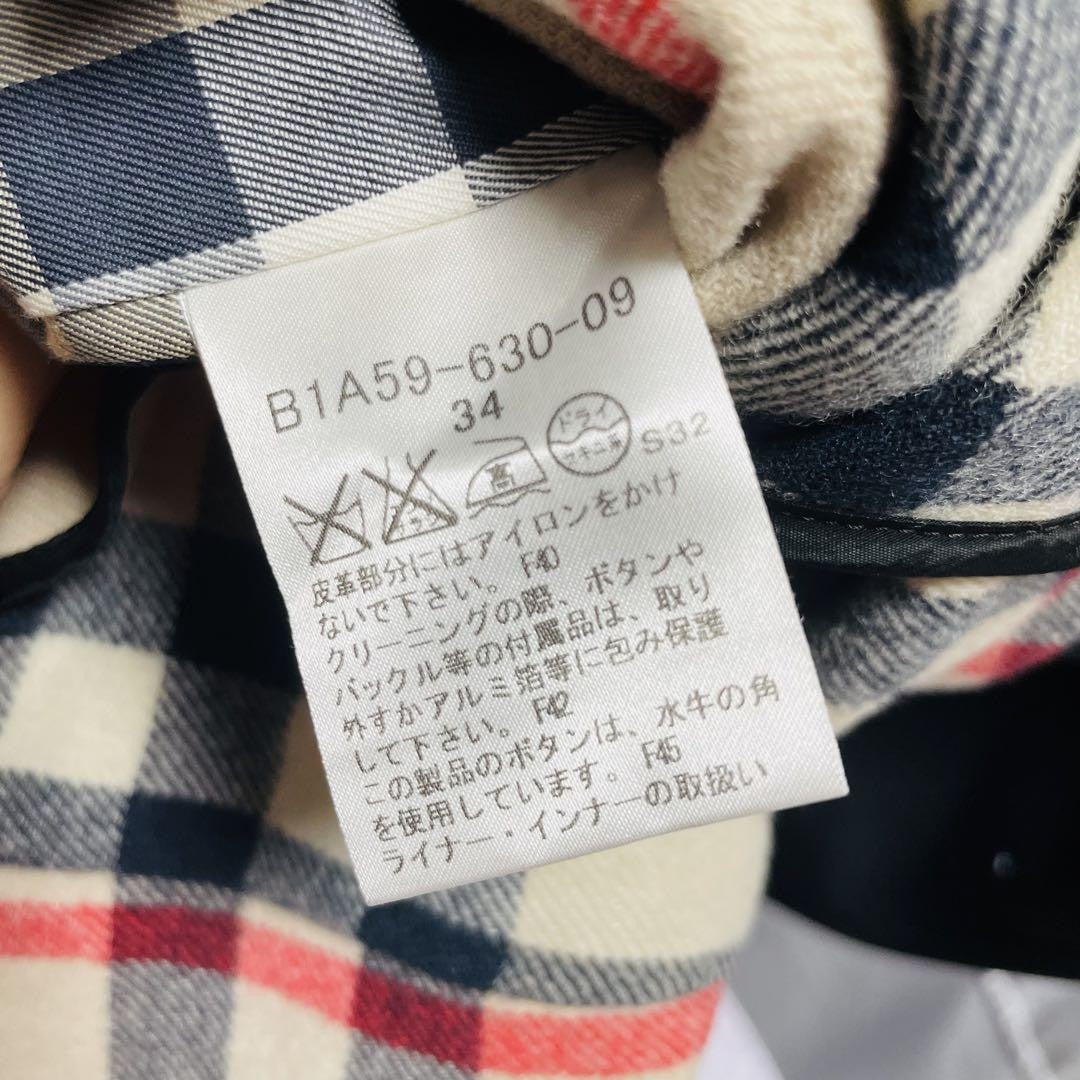 B1A59-630-09
34
高 ドライ セキユ系 S32
皮革部分にはアイロンをかけ
ないで下さい。 F40
クリーニングの際、ボタンや
バックル等の付属品は、取り
外すかアルミ箔等に包み保護
して下さい。 F42
この製品のボタンは、水牛の角
を使用しています。 F45
ライナー・インナーの取扱い